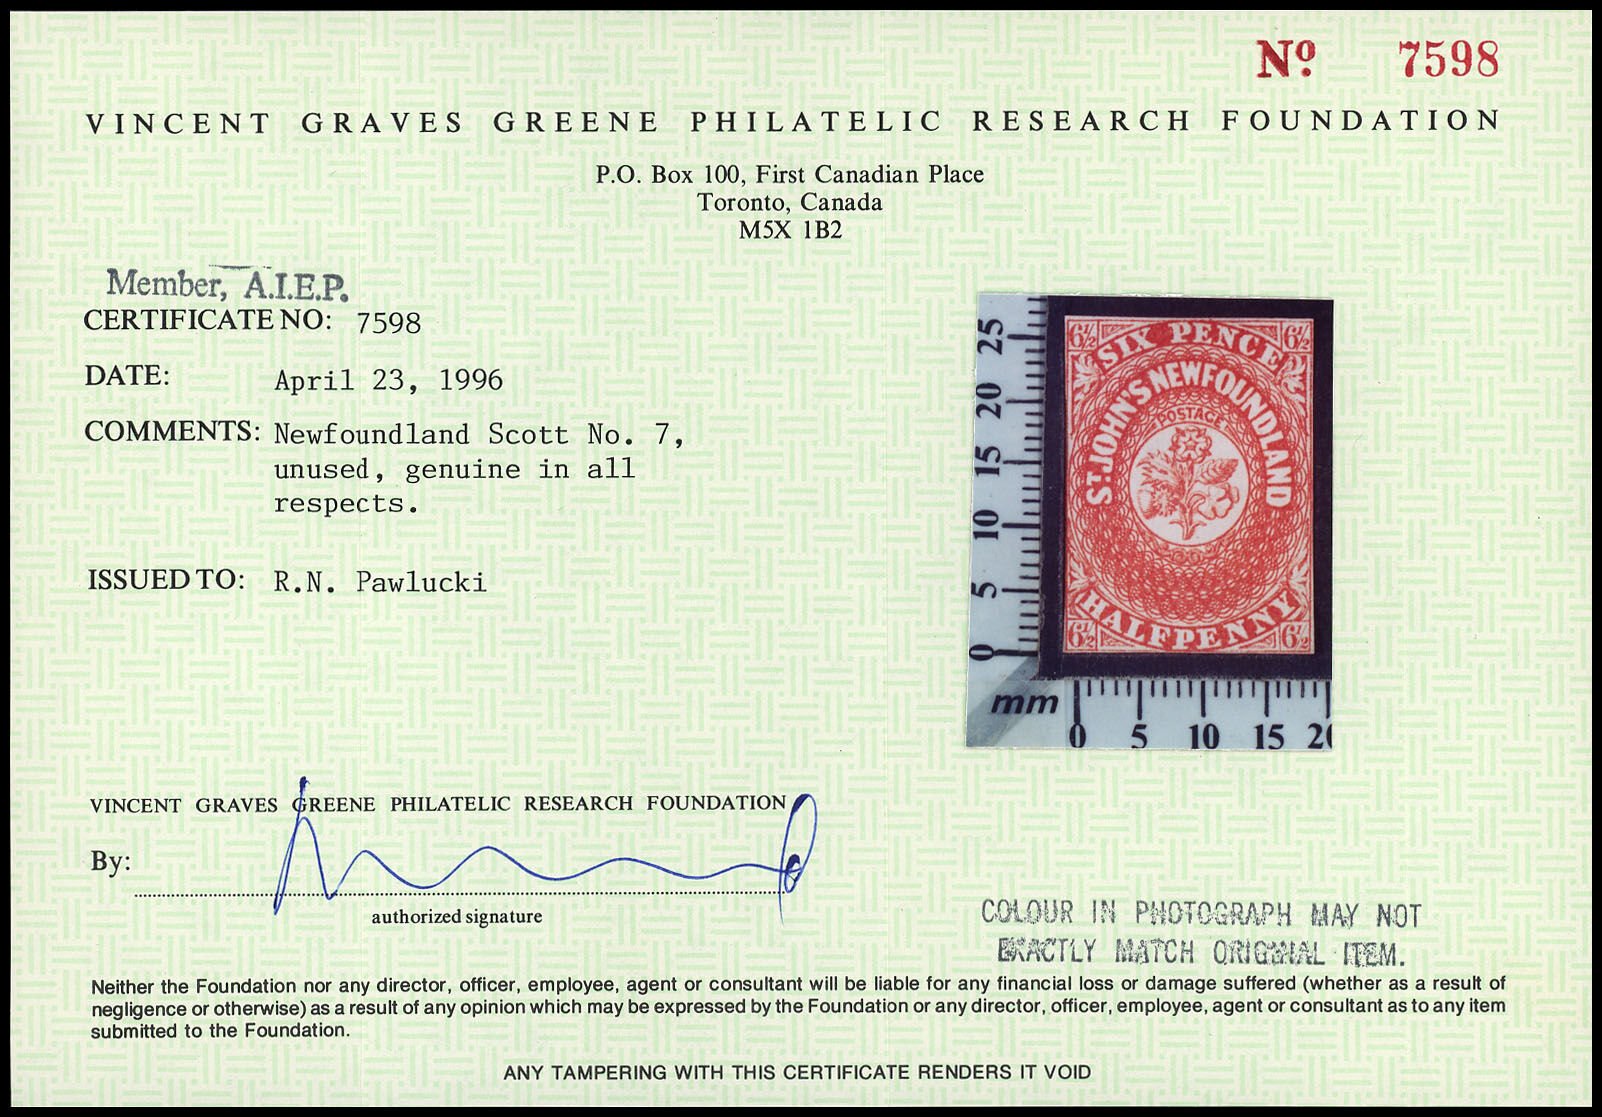 Nº 7598
VINCENT GRAVES GREENE PHILATELIC RESEARCH FOUNDATION
P.O. Box 100, First Canadian Place
Toronto, Canada
M5X 1B2
Member, A.I.E.P.
CERTIFICATE NO: 7598
DATE: April 23, 1996
COMMENTS: Newfoundland Scott No. 7,
unused, genuine in all
respects.
ISSUED TO: R.N. Pawlucki
25
20
15
10
5
0
mm
0 5 10 15 20
6½ SIX PENCE 6½
ST. JOHN'S NEWFOUNDLAND
POSTAGE
HALFPENNY
6½ 6½
VINCENT GRAVES GREENE PHILATELIC RESEARCH FOUNDATION
By:
authorized signature
COLOUR IN PHOTOGRAPH MAY NOT
EXACTLY MATCH ORIGINAL ITEM.
Neither the Foundation nor any director, officer, employee, agent or consultant will be liable for any financial loss or damage suffered (whether as a result of
negligence or otherwise) as a result of any opinion which may be expressed by the Foundation or any director, officer, employee, agent or consultant as to any item
submitted to the Foundation.
ANY TAMPERING WITH THIS CERTIFICATE RENDERS IT VOID